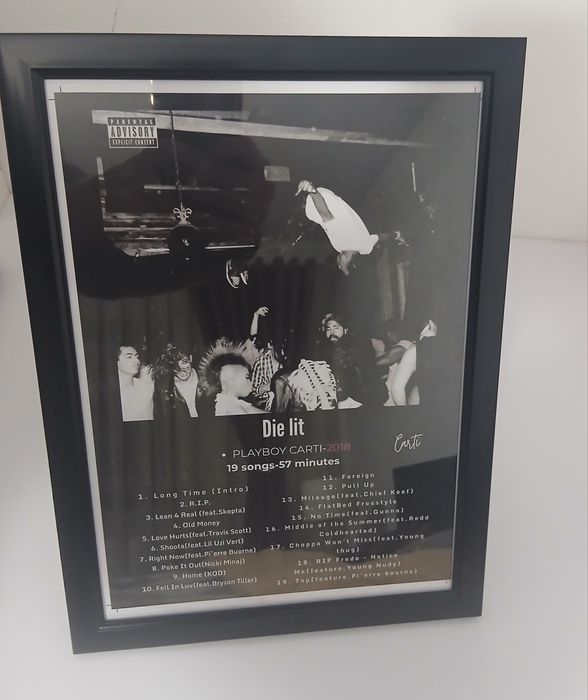 PARENTAL
ADVISORY
EXPLICIT CONTENT
Die lit
• PLAYBOY CARTI-2018
Carti
19 songs-57 minutes
1. Long Time (Intro)
2. R.I.P.
3. Lean 4 Real (feat.Skepta)
4. Old Money
5. Love Hurts(feat.Travis Scott)
6. Shoota(feat.Lil Uzi Vert)
7. Right Now(feat.Pi'erre Buorne)
8. Poke It Out(Nicki Minaj)
9. Home (KOD)
10. Fell In Luv(feat.Bryson Tiller)
11. Foreign
12. Pull Up
13. Mileage(feat.Chief Keef)
14. FlatBed Freestyle
15. No Time(feat.Gunna)
16. Middle of the Summer(feat.Redd
Coldhearted)
17. Choppa Won't Miss(feat.Young
thug)
18. RIP Fredo - Notice
Me(feature.Young Nudy)
19. Top(feature.Pi'erre bourne)